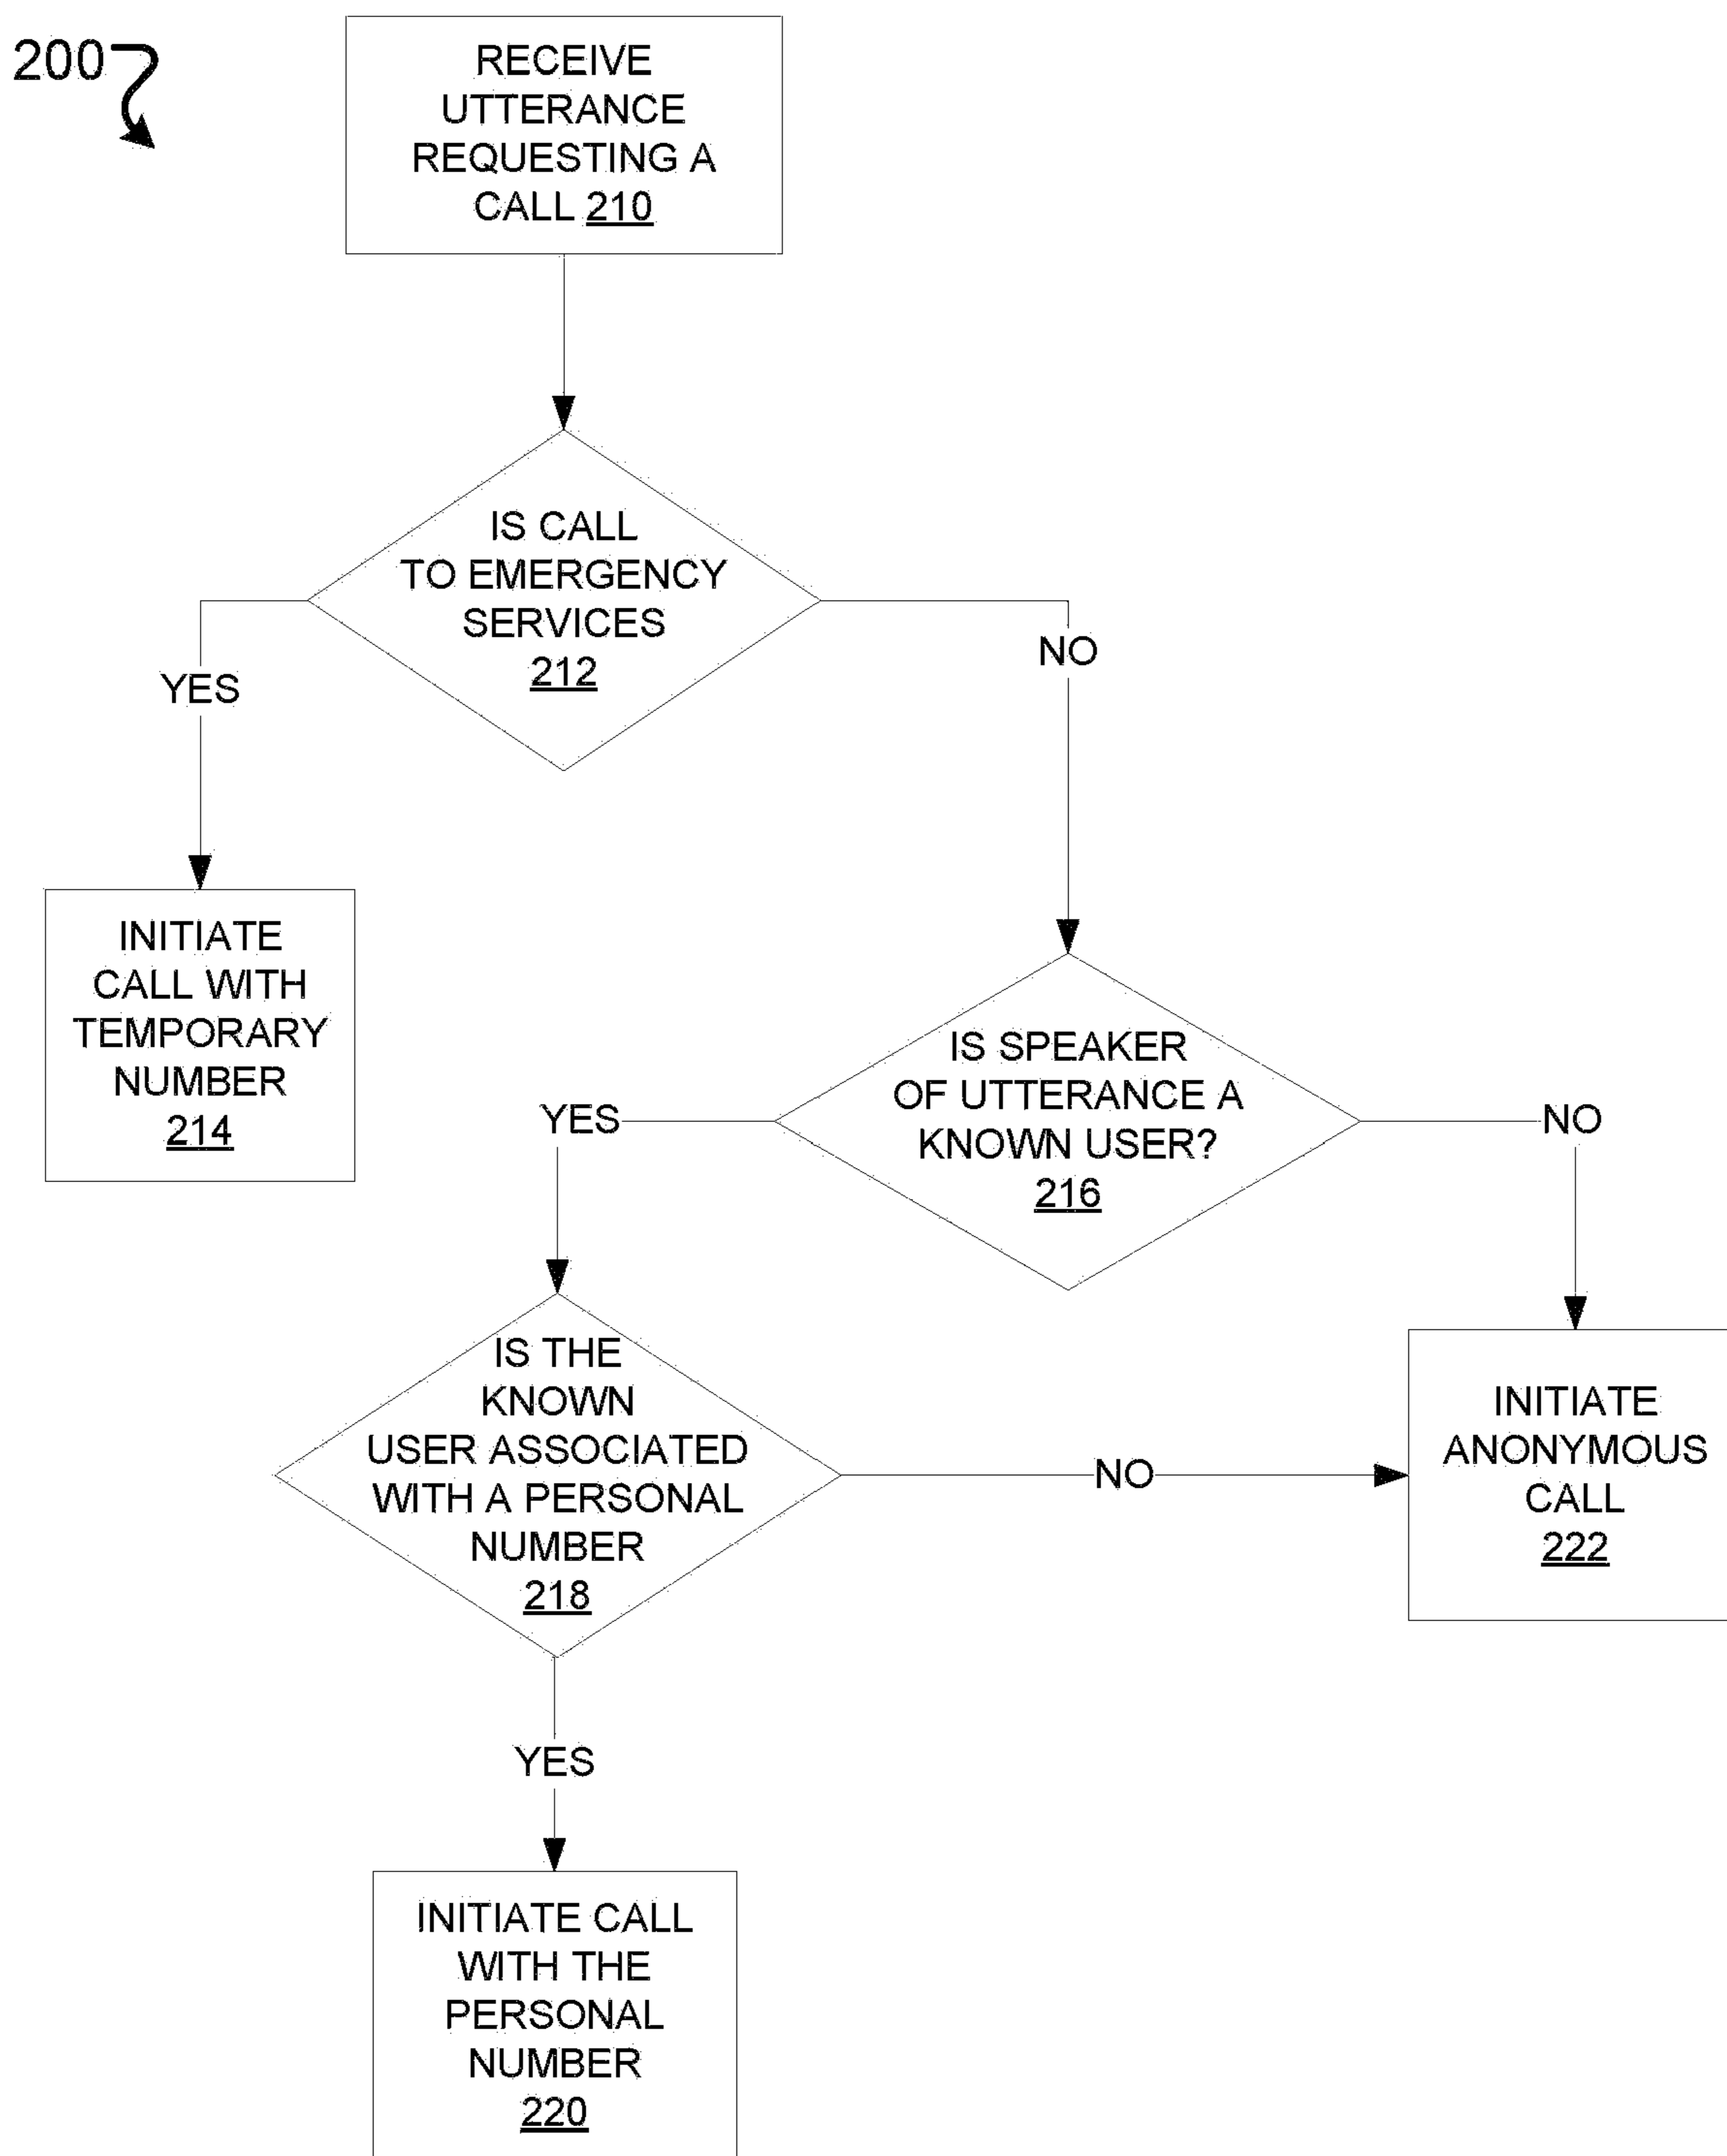 200
RECEIVE
UTTERANCE
REQUESTING A
CALL 210
IS CALL
TO EMERGENCY
SERVICES
212
YES
NO
INITIATE
CALL WITH
TEMPORARY
NUMBER
214
IS SPEAKER
OF UTTERANCE A
KNOWN USER?
216
YES
NO
IS THE
KNOWN
USER ASSOCIATED
WITH A PERSONAL
NUMBER
218
NO
INITIATE
ANONYMOUS
CALL
222
YES
INITIATE CALL
WITH THE
PERSONAL
NUMBER
220